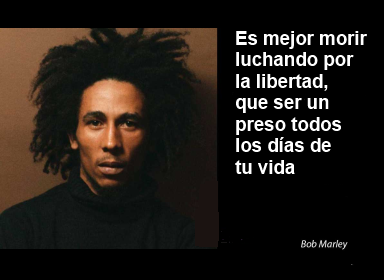 Es mejor morir
luchando por
la libertad,
que ser un
preso todos
los días de
tu vida
Bob Marley